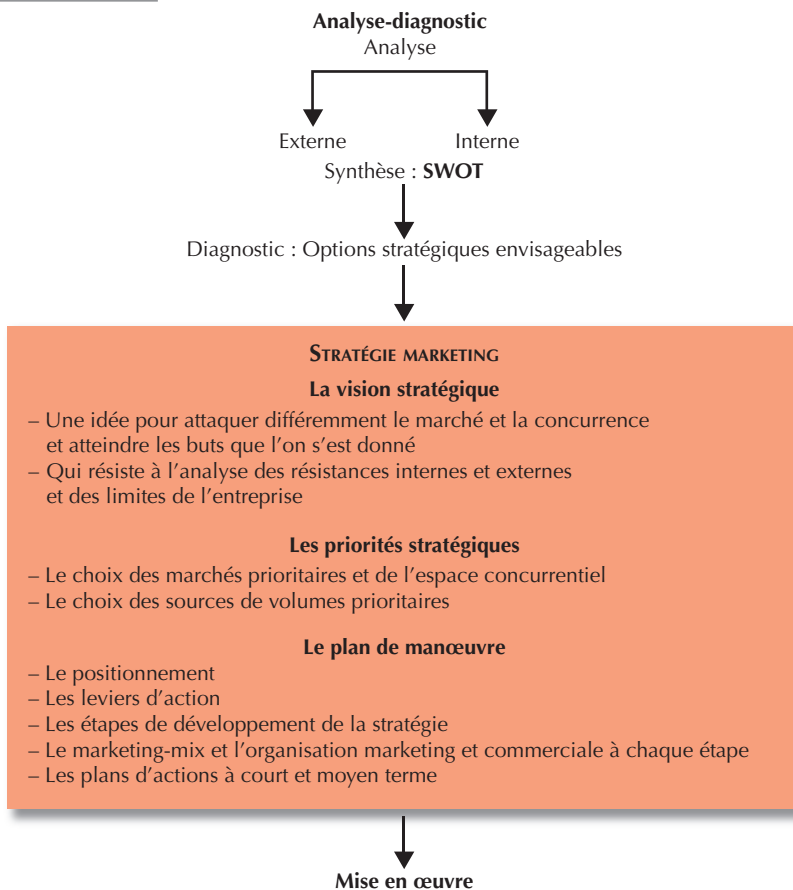 Analyse-diagnostic
Analyse
Externe Interne
Synthèse : SWOT
Diagnostic : Options stratégiques envisageables
STRATÉGIE MARKETING
La vision stratégique
– Une idée pour attaquer différemment le marché et la concurrence
et atteindre les buts que l’on s’est donné
– Qui résiste à l’analyse des résistances internes et externes
et des limites de l’entreprise
Les priorités stratégiques
– Le choix des marchés prioritaires et de l’espace concurrentiel
– Le choix des sources de volumes prioritaires
Le plan de manœuvre
– Le positionnement
– Les leviers d’action
– Les étapes de développement de la stratégie
– Le marketing-mix et l’organisation marketing et commerciale à chaque étape
– Les plans d’actions à court et moyen terme
Mise en œuvre